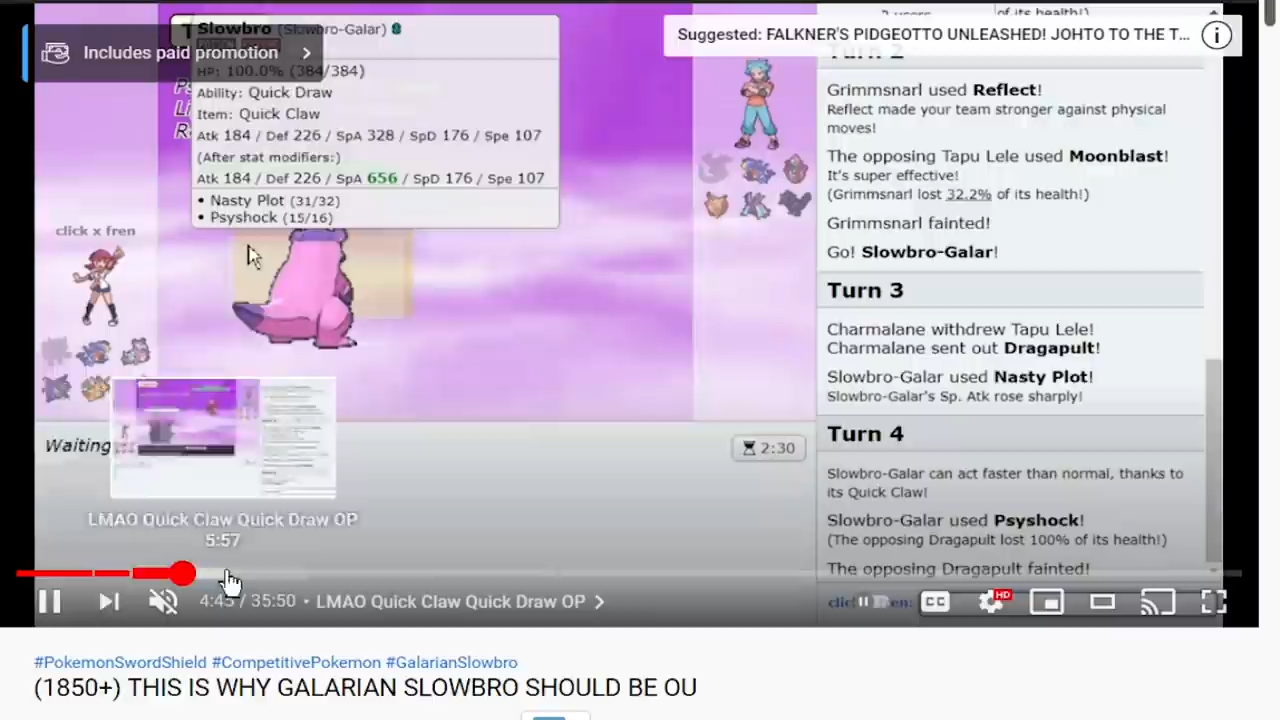 Slowbro (Slowbro-Galar)
Includes paid promotion
HP: 100.0% (384/384)
Ability: Quick Draw
Item: Quick Claw
Atk 184 / Def 226 / SpA 328 / SpD 176 / Spe 107
(After stat modifiers:)
Atk 184 / Def 226 / SpA 656 / SpD 176 / Spe 107
• Nasty Plot (31/32)
• Psyshock (15/16)
click x fren
Waiting
2:30
LMAO Quick Claw Quick Draw OP
5:57
Suggested: FALKNER'S PIDGEOTTO UNLEASHED! JOHTO TO THE T...
of its health!)
Turn 2
Grimmsnarl used Reflect!
Reflect made your team stronger against physical
moves!
The opposing Tapu Lele used Moonblast!
It's super effective!
(Grimmsnarl lost 32.2% of its health!)
Grimmsnarl fainted!
Go! Slowbro-Galar!
Turn 3
Charmalane withdrew Tapu Lele!
Charmalane sent out Dragapult!
Slowbro-Galar used Nasty Plot!
Slowbro-Galar's Sp. Atk rose sharply!
Turn 4
Slowbro-Galar can act faster than normal, thanks to
its Quick Claw!
Slowbro-Galar used Psyshock!
(The opposing Dragapult lost 100% of its health!)
The opposing Dragapult fainted!
4:45 / 35:50 • LMAO Quick Claw Quick Draw OP
CC
HD
#PokemonSwordShield #CompetitivePokemon #GalarianSlowbro
(1850+) THIS IS WHY GALARIAN SLOWBRO SHOULD BE OU